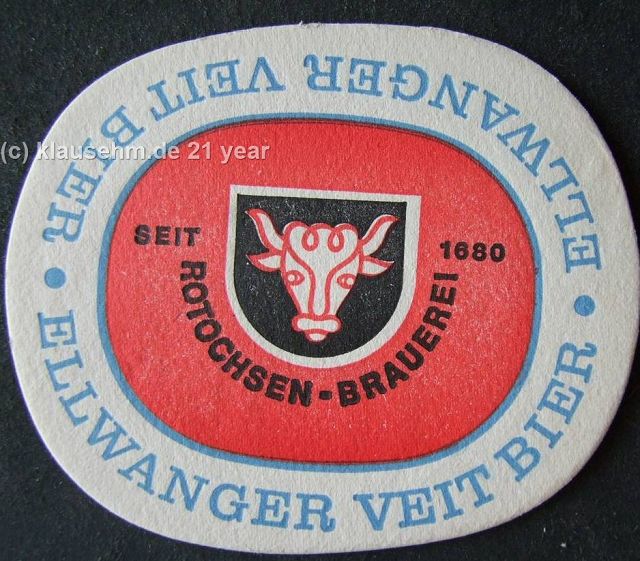 ELLWANGER VEIT BIER •
(c) klausehm.de 21 year
SEIT 1680
ROTOCHSEN-BRAUEREI
ELLWANGER VEIT BIER •